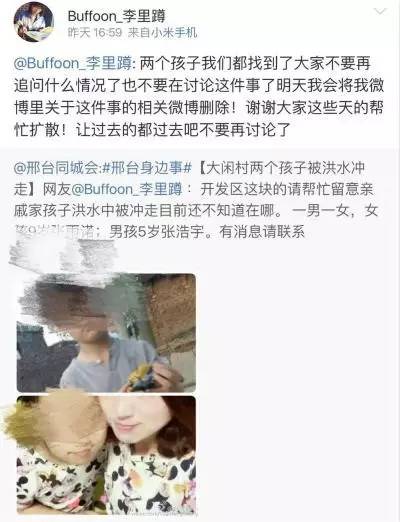 Buffoon_李里蹲
昨天 16:59 来自小米手机
@Buffoon_李里蹲: 两个孩子我们都找到了大家不要再
追问什么情况了也不要在讨论这件事了明天我会将我微
博里关于这件事的相关微博删除！谢谢大家这些天的帮
忙扩散！让过去的都过去吧不要再讨论了
@邢台同城会:#邢台身边事#【大闲村两个孩子被洪水冲
走】网友@Buffoon_李里蹲 ：开发区这块的请帮忙留意亲
戚家孩子洪水中被冲走目前还不知道在哪。一男一女，女
孩9岁张雨诺；男孩5岁张浩宇。有消息请联系